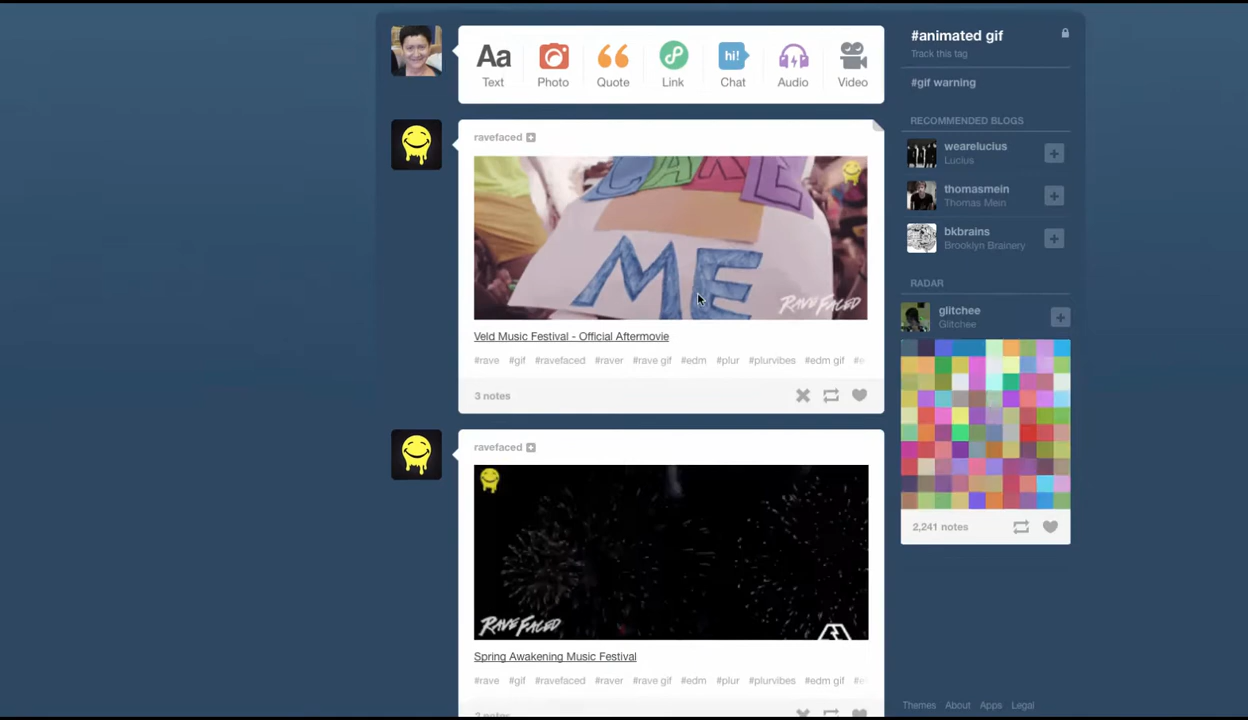 Aa
Text
Photo
Quote
Link
hi!
Chat
Audio
Video
#animated gif
Track this tag
#gif warning
RECOMMENDED BLOGS
wearelucius
Lucius
thomasmein
Thomas Mein
bkbrains
Brooklyn Brainery
RADAR
glitchee
Glitchee
2,241 notes
ravefaced
CAKE
ME
RAVE FACED
Veld Music Festival - Official Aftermovie
#rave #gif #ravefaced #raver #rave gif #edm #plur #plurvibes #edm gif #e
3 notes
ravefaced
RAVE FACED
Spring Awakening Music Festival
#rave #gif #ravefaced #raver #rave gif #edm #plur #plurvibes #edm gif #e
Themes About Apps Legal